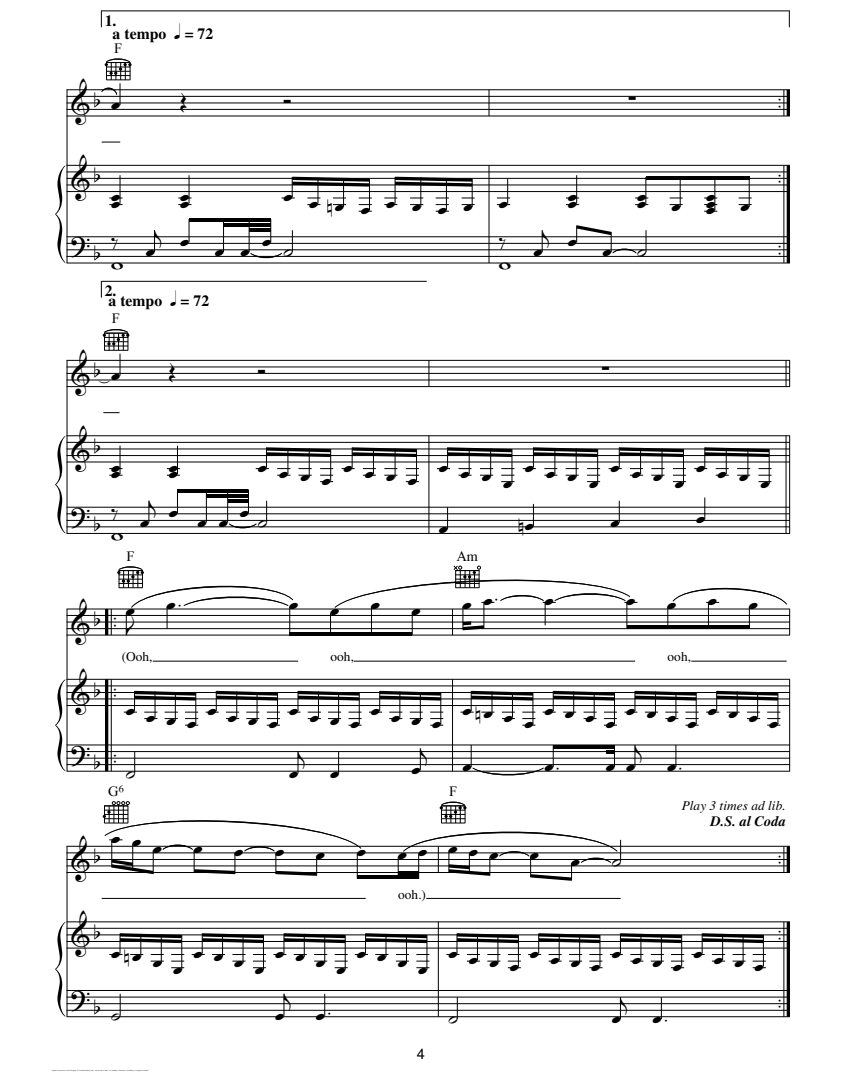 1.
a tempo ♩ = 72
F
2.
a tempo ♩ = 72
F
F Am
(Ooh, ooh, ooh,
G6 F
Play 3 times ad lib.
D.S. al Coda
ooh.)
4